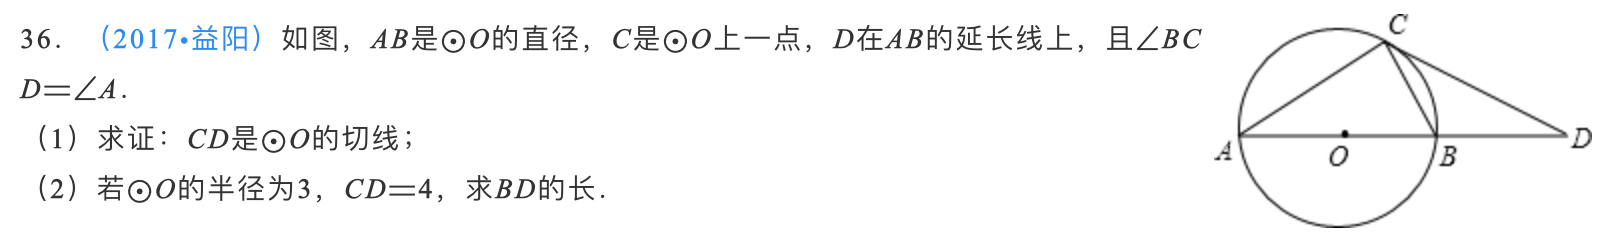 36. （2017•益阳）如图，AB是⊙O的直径，C是⊙O上一点，D在AB的延长线上，且∠BC
D=∠A.
（1）求证：CD是⊙O的切线；
（2）若⊙O的半径为3，CD=4，求BD的长.
C
A
O
B
D